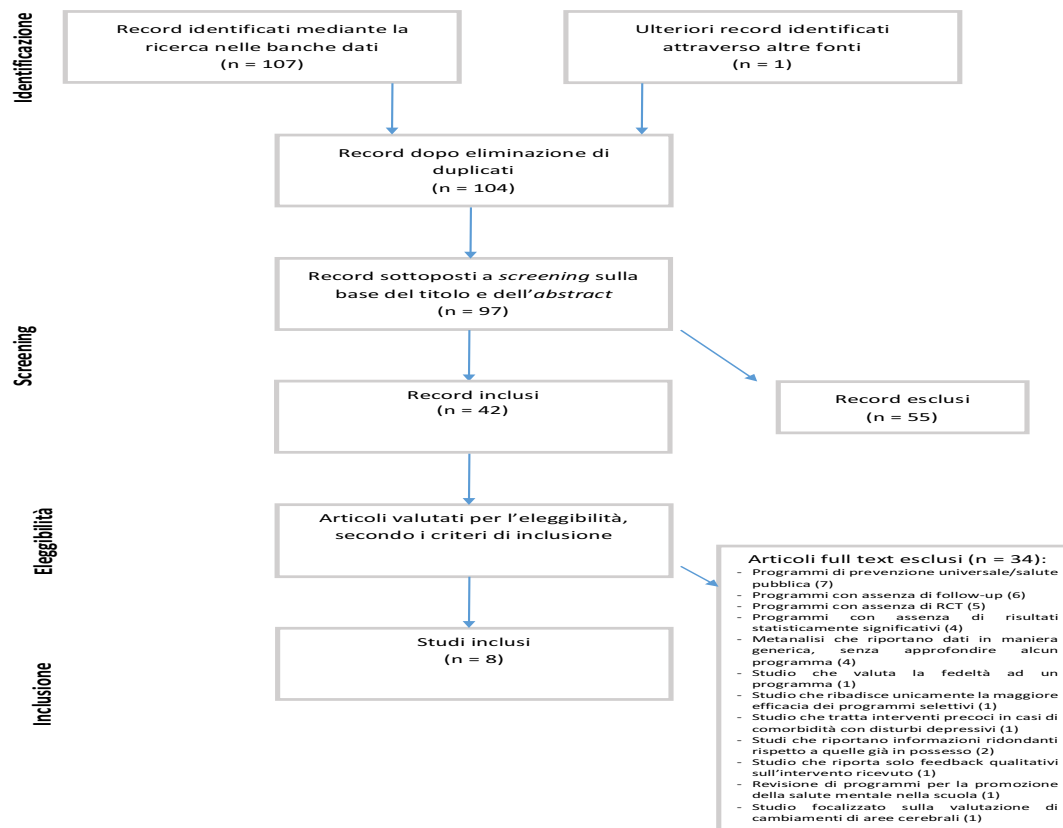 Identificazione
Record identificati mediante la
ricerca nelle banche dati
(n = 107)
Ulteriori record identificati
attraverso altre fonti
(n = 1)
Record dopo eliminazione di
duplicati
(n = 104)
Screening
Record sottoposti a screening sulla
base del titolo e dell'abstract
(n = 97)
Record inclusi
(n = 42)
Record esclusi
(n = 55)
Eleggibilità
Articoli valutati per l'eleggibilità,
secondo i criteri di inclusione
Articoli full text esclusi (n = 34):
- Programmi di prevenzione universale/salute
pubblica (7)
- Programmi con assenza di follow-up (6)
- Programmi con assenza di RCT (5)
- Programmi con assenza di risultati
statisticamente significativi (4)
- Metanalisi che riportano dati in maniera
generica, senza approfondire alcun
programma (4)
- Studio che valuta la fedeltà ad un
programma (1)
- Studio che ribadisce unicamente la maggiore
efficacia dei programmi selettivi (1)
- Studio che tratta interventi precoci in casi di
comorbidità con disturbi depressivi (1)
- Studi che riportano informazioni ridondanti
rispetto a quelle già in possesso (2)
- Studio che riporta solo feedback qualitativi
sull'intervento ricevuto (1)
- Revisione di programmi per la promozione
della salute mentale nella scuola (1)
- Studio focalizzato sulla valutazione di
cambiamenti di aree cerebrali (1)
Inclusione
Studi inclusi
(n = 8)